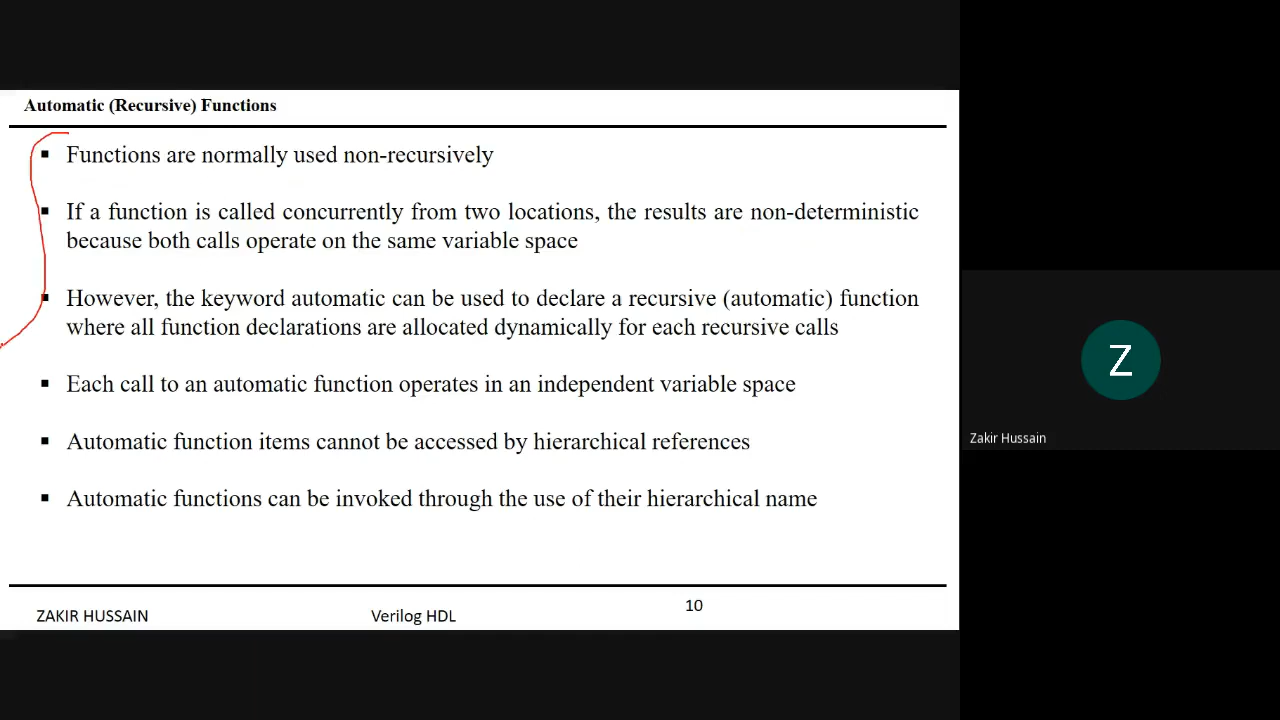 Automatic (Recursive) Functions
▪ Functions are normally used non-recursively
▪ If a function is called concurrently from two locations, the results are non-deterministic
because both calls operate on the same variable space
▪ However, the keyword automatic can be used to declare a recursive (automatic) function
where all function declarations are allocated dynamically for each recursive calls
▪ Each call to an automatic function operates in an independent variable space
▪ Automatic function items cannot be accessed by hierarchical references
▪ Automatic functions can be invoked through the use of their hierarchical name
ZAKIR HUSSAIN
Verilog HDL
10
Z
Zakir Hussain